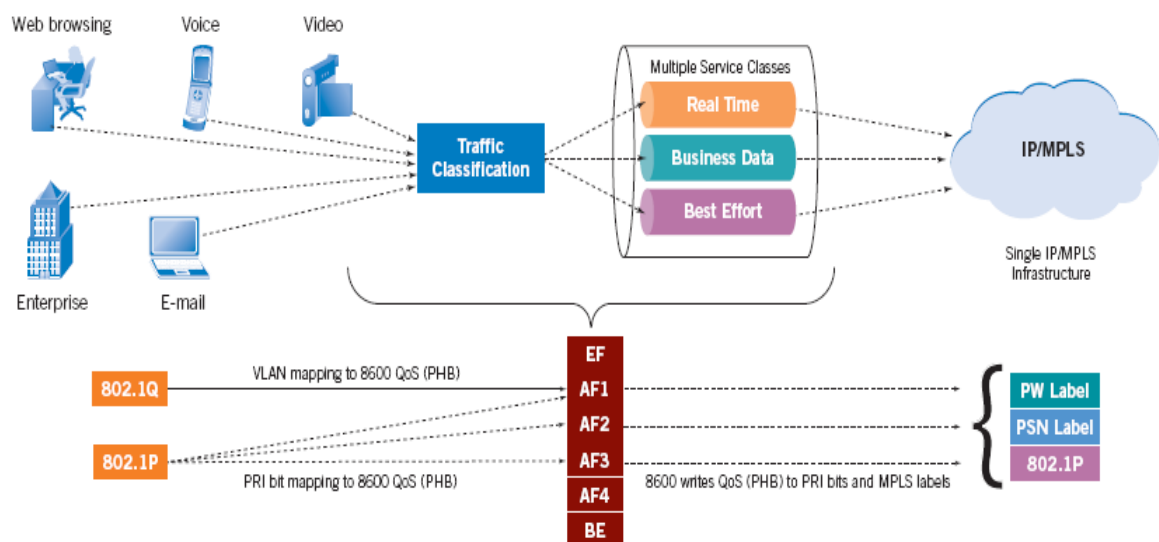 Web browsing
Voice
Video
Enterprise
E-mail
Traffic
Classification
Multiple Service Classes
Real Time
Business Data
Best Effort
IP/MPLS
Single IP/MPLS
Infrastructure
802.1Q
VLAN mapping to 8600 QoS (PHB)
802.1P
PRI bit mapping to 8600 QoS (PHB)
EF
AF1
AF2
AF3
AF4
BE
8600 writes QoS (PHB) to PRI bits and MPLS labels
PW Label
PSN Label
802.1P